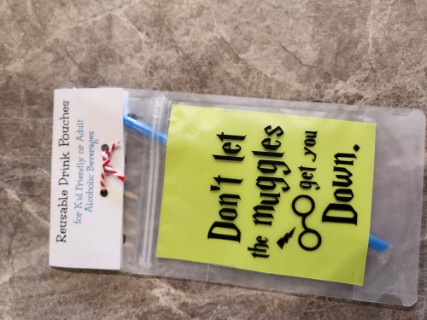 Reusable Drink Pouches
for Kid Friendly or Adult
Alcoholic Beverages
Don't let
the muggles
get you
Down.